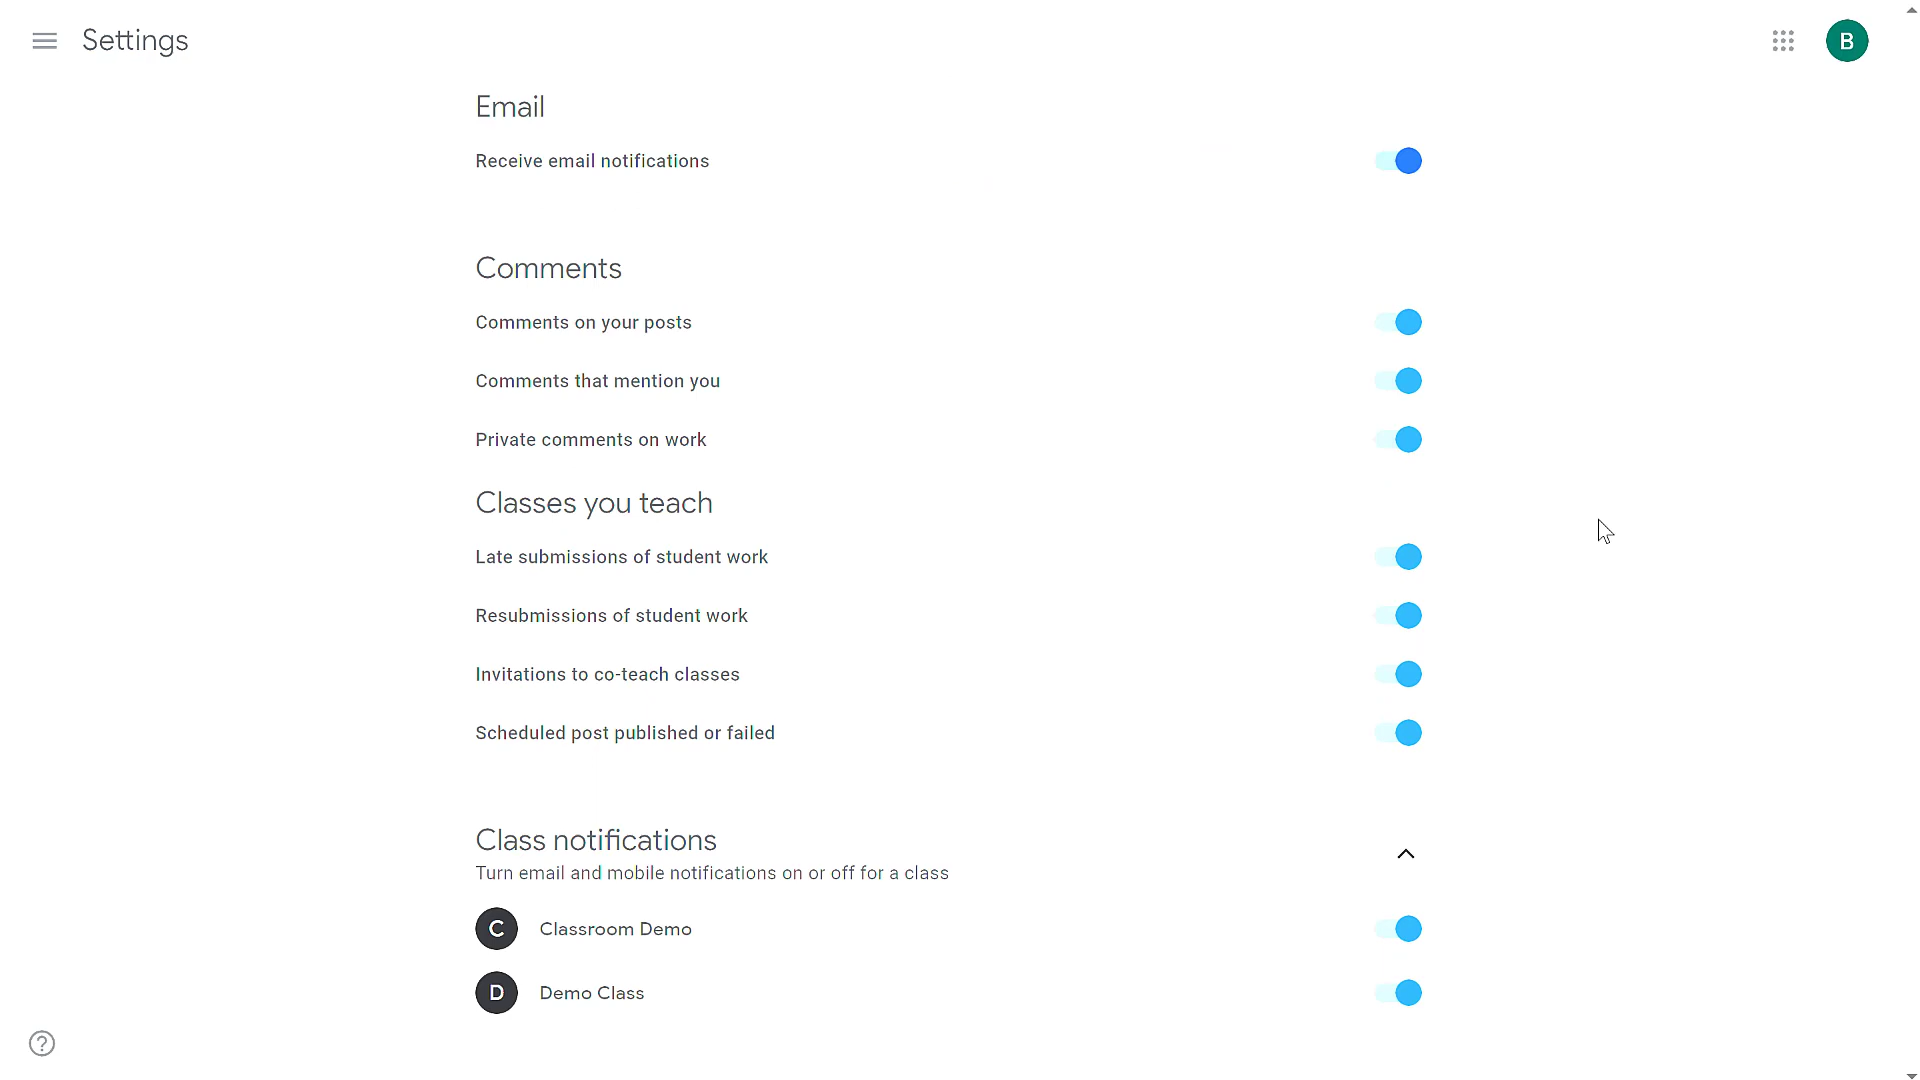 Settings
B
Email
Receive email notifications
Comments
Comments on your posts
Comments that mention you
Private comments on work
Classes you teach
Late submissions of student work
Resubmissions of student work
Invitations to co-teach classes
Scheduled post published or failed
Class notifications
Turn email and mobile notifications on or off for a class
C Classroom Demo
D Demo Class
?